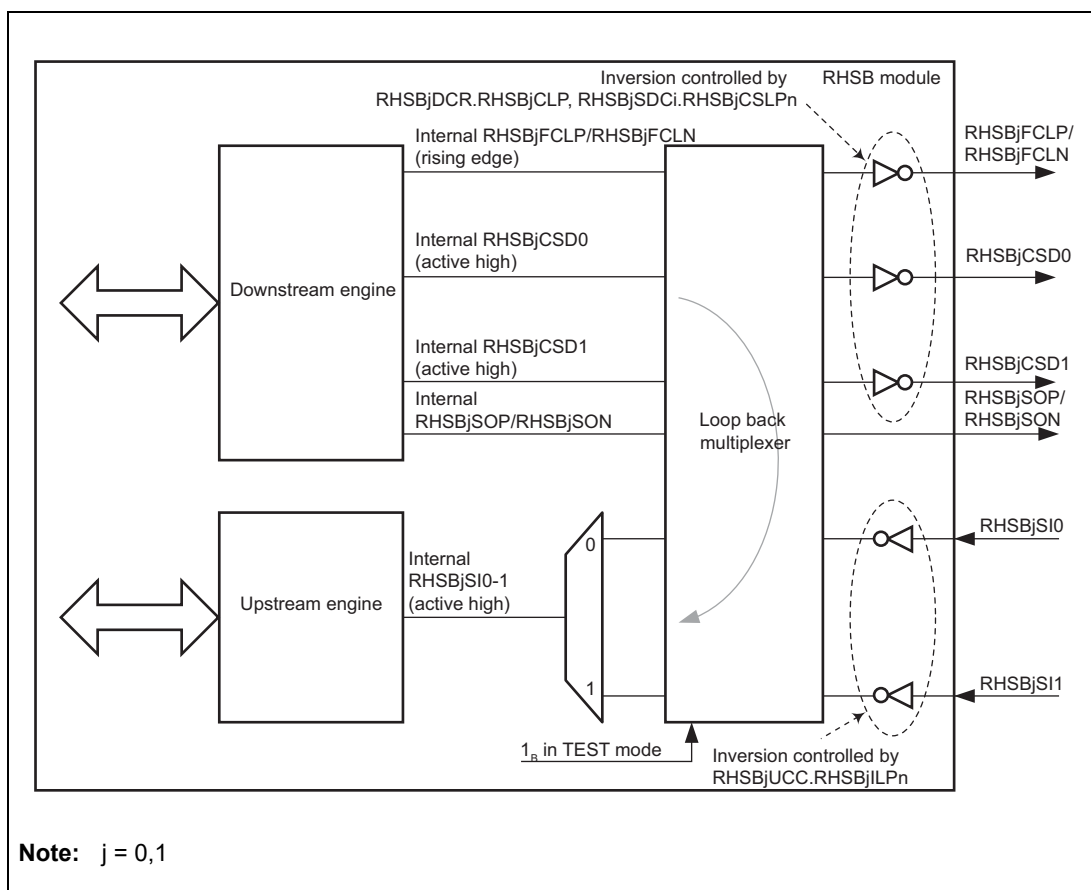 Inversion controlled by
RHSBjDCR.RHSBjCLP, RHSBjSDCi.RHSBjCSLPn
RHSB module
Internal RHSBjFCLP/RHSBjFCLN
(rising edge)
RHSBjFCLP/
RHSBjFCLN
Internal RHSBjCSD0
(active high)
RHSBjCSD0
Downstream engine
Internal RHSBjCSD1
(active high)
RHSBjCSD1
Internal
RHSBjSOP/RHSBjSON
RHSBjSOP/
RHSBjSON
Loop back
multiplexer
0
RHSBjSI0
Internal
RHSBjSI0-1
(active high)
Upstream engine
1
RHSBjSI1
1B in TEST mode
Inversion controlled by
RHSBjUCC.RHSBjILPn
Note: j = 0,1